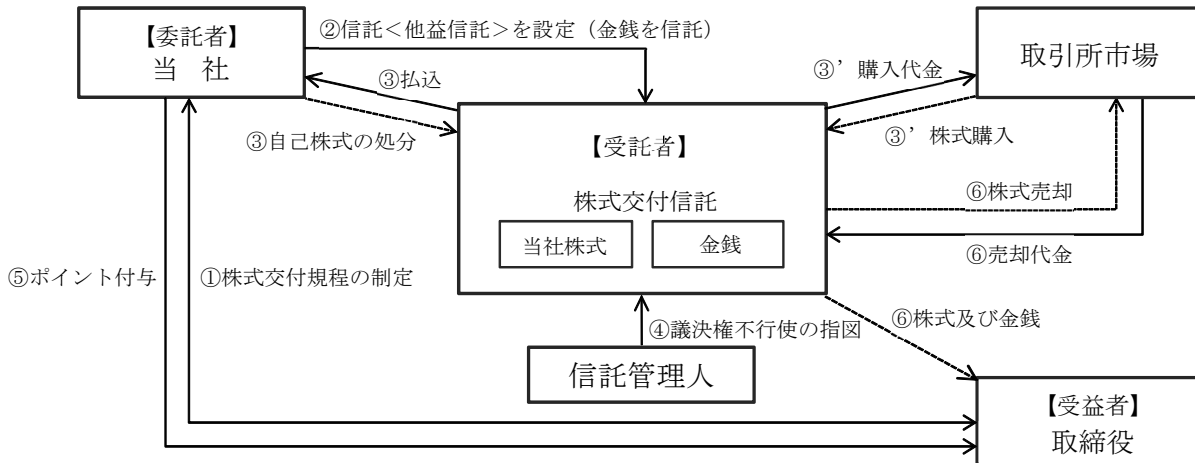 【委託者】
当 社
②信託＜他益信託＞を設定（金銭を信託）
③払込
③自己株式の処分
【受託者】
株式交付信託
当社株式
金銭
③’購入代金
③’株式購入
取引所市場
⑥株式売却
⑥売却代金
⑤ポイント付与
①株式交付規程の制定
④議決権不行使の指図
⑥株式及び金銭
信託管理人
【受益者】
取締役